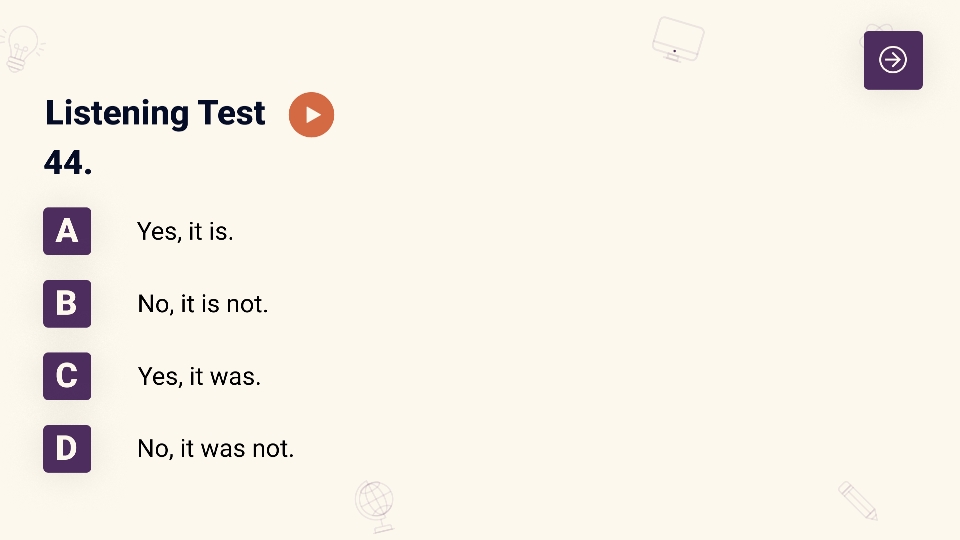 Listening Test
44.
A Yes, it is.
B No, it is not.
C Yes, it was.
D No, it was not.